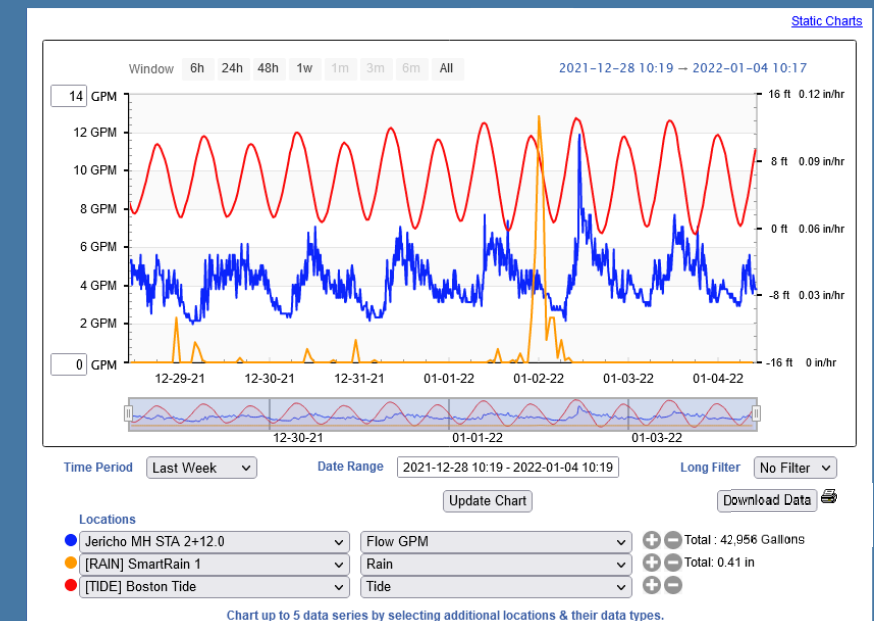 Static Charts
Window 6h 24h 48h 1w 1m 3m 6m All 2021-12-28 10:19 → 2022-01-04 10:17
14 GPM 16 ft 0.12 in/hr
12 GPM
10 GPM 8 ft 0.09 in/hr
8 GPM
0 ft 0.06 in/hr
6 GPM
4 GPM -8 ft 0.03 in/hr
2 GPM
0 GPM -16 ft 0 in/hr
12-29-21 12-30-21 12-31-21 01-01-22 01-02-22 01-03-22 01-04-22
12-30-21 01-01-22 01-03-22
Time Period Last Week Date Range 2021-12-28 10:19 - 2022-01-04 10:19 Long Filter No Filter
Update Chart Download Data
Locations
Jericho MH STA 2+12.0 Flow GPM Total : 42,956 Gallons
[RAIN] SmartRain 1 Rain Total: 0.41 in
[TIDE] Boston Tide Tide
Chart up to 5 data series by selecting additional locations & their data types.